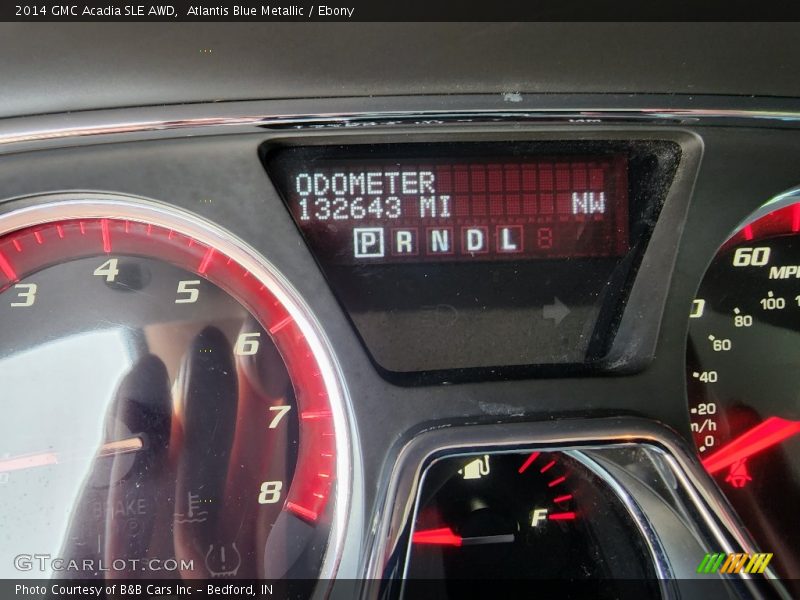 2014 GMC Acadia SLE AWD,  Atlantis Blue Metallic / Ebony
ODOMETER
132643 MI NW
P R N D L
3 4 5 6 7 8
60
MPH
100
80
60
40
20
0
BRAKE
F
GTCARLOT.COM
Photo Courtesy of B&B Cars Inc - Bedford, IN